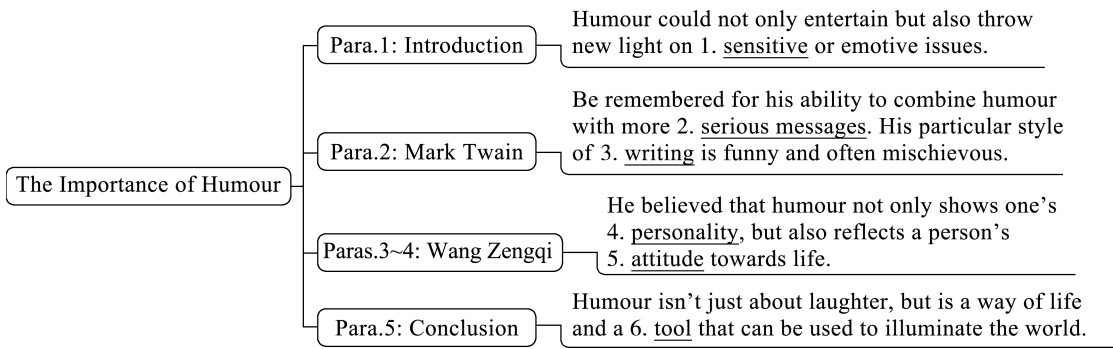 The Importance of Humour
Para.1: Introduction
Humour could not only entertain but also throw
new light on 1. sensitive or emotive issues.
Para.2: Mark Twain
Be remembered for his ability to combine humour
with more 2. serious messages. His particular style
of 3. writing is funny and often mischievous.
Paras.3~4: Wang Zengqi
He believed that humour not only shows one's
4. personality, but also reflects a person's
5. attitude towards life.
Para.5: Conclusion
Humour isn't just about laughter, but is a way of life
and a 6. tool that can be used to illuminate the world.